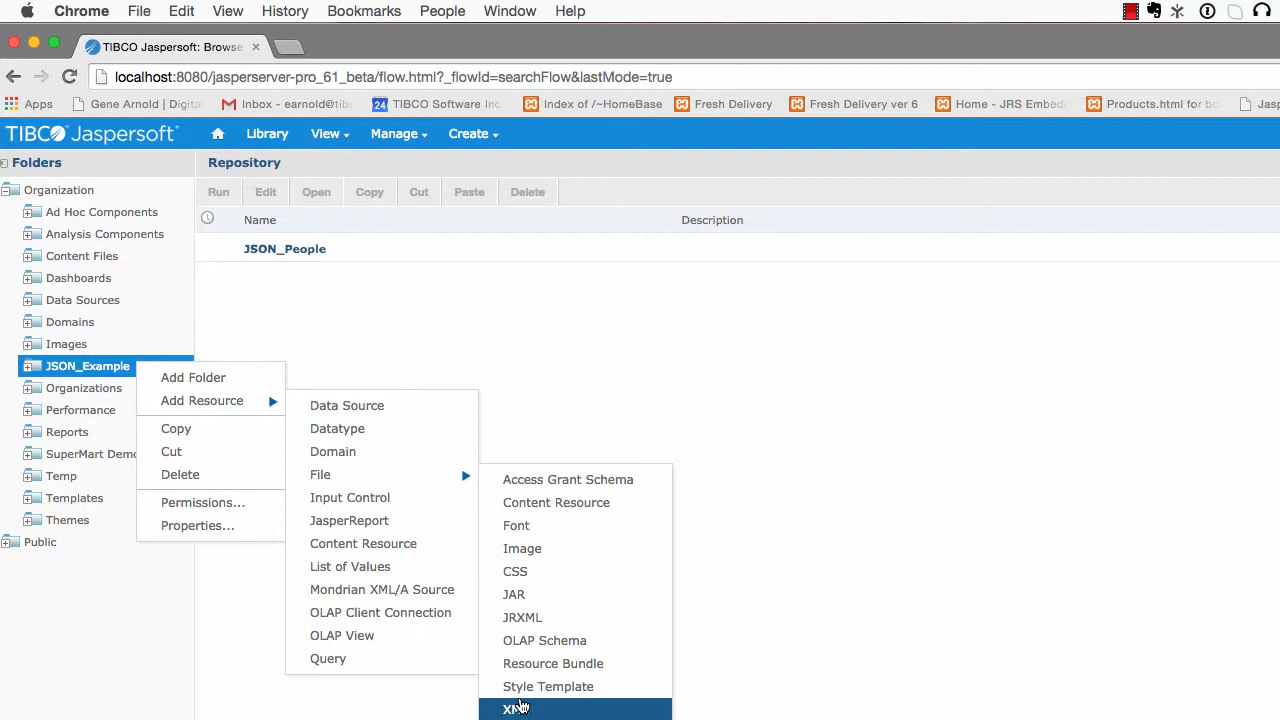 Chrome File Edit View History Bookmarks People Window Help
TIBCO Jaspersoft: Browse
localhost:8080/jasperserver-pro_61_beta/flow.html?_flowId=searchFlow&lastMode=true
Apps Gene Arnold | Digital Inbox - earnold@tib 24 TIBCO Software Inc. Index of /~HomeBase Fresh Delivery Fresh Delivery ver 6 Home - JRS Embed Products.html for b Jasp
TIBCO Jaspersoft Library View Manage Create
Folders
Repository
Organization
Run Edit Open Copy Cut Paste Delete
Ad Hoc Components
Name Description
Analysis Components
JSON_People
Content Files
Dashboards
Data Sources
Domains
Images
JSON_Example
Organizations
Performance
Reports
SuperMart Demo
Temp
Templates
Themes
Public
Add Folder
Add Resource
Copy
Cut
Delete
Permissions...
Properties...
Data Source
Datatype
Domain
File
Input Control
JasperReport
Content Resource
List of Values
Mondrian XML/A Source
OLAP Client Connection
OLAP View
Query
Access Grant Schema
Content Resource
Font
Image
CSS
JAR
JRXML
OLAP Schema
Resource Bundle
Style Template